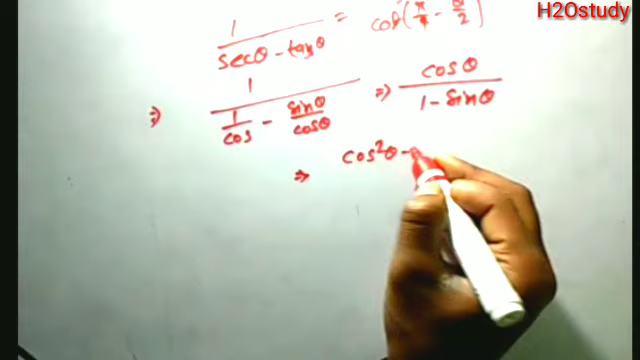 H2Ostudy
1/(secθ - tanθ) = cot(π/4 - θ/2)
⇒ 1/(1/cos - sinθ/cosθ) ⇒ cosθ/(1 - sinθ)
⇒ cos²θ -